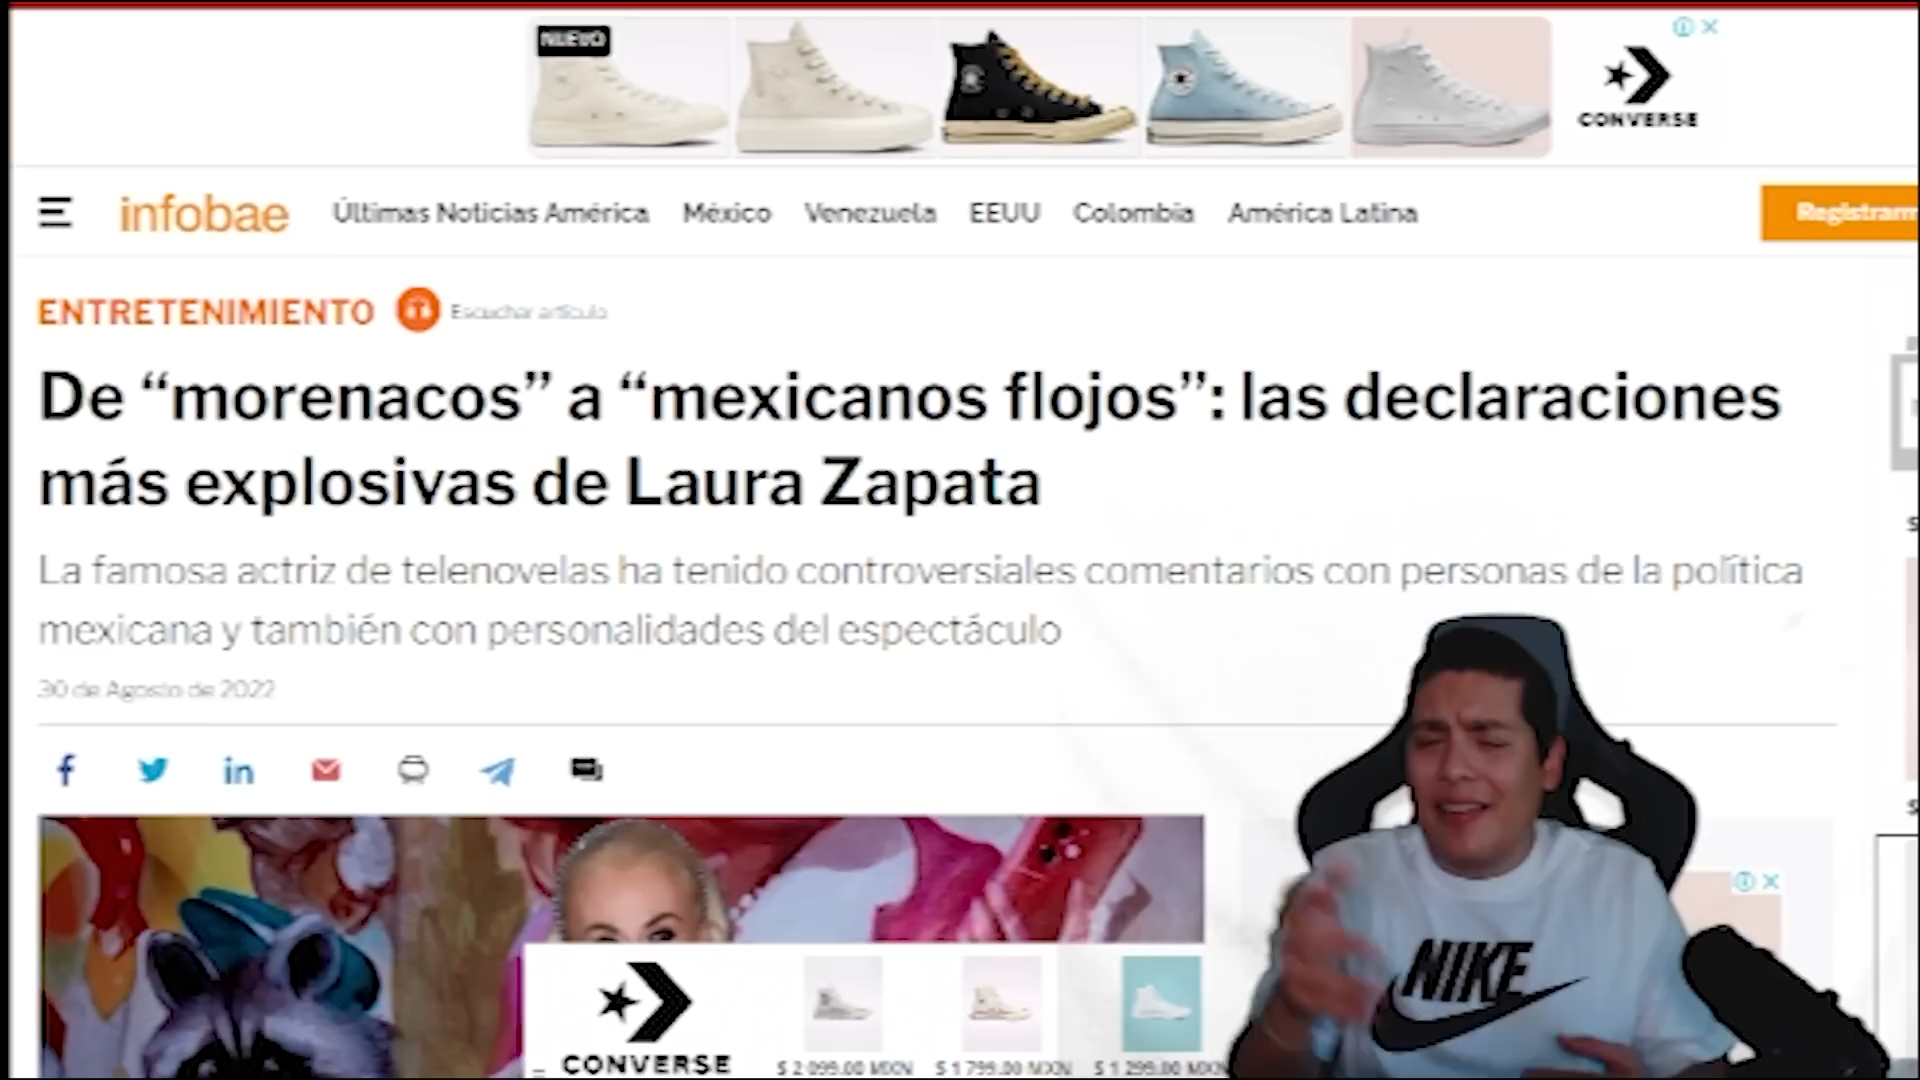 NUEVO
CONVERSE
infobae
Últimas Noticias América
México
Venezuela
EEUU
Colombia
América Latina
ENTRETENIMIENTO
Escuchar artículo
De “morenacos” a “mexicanos flojos”: las declaraciones
más explosivas de Laura Zapata
La famosa actriz de telenovelas ha tenido controversiales comentarios con personas de la política
mexicana y también con personalidades del espectáculo
30 de Agosto de 2022
NIKE
CONVERSE
$ 2 099.00 MXN
$ 1 799.00 MXN
$ 1 299.00 MXN